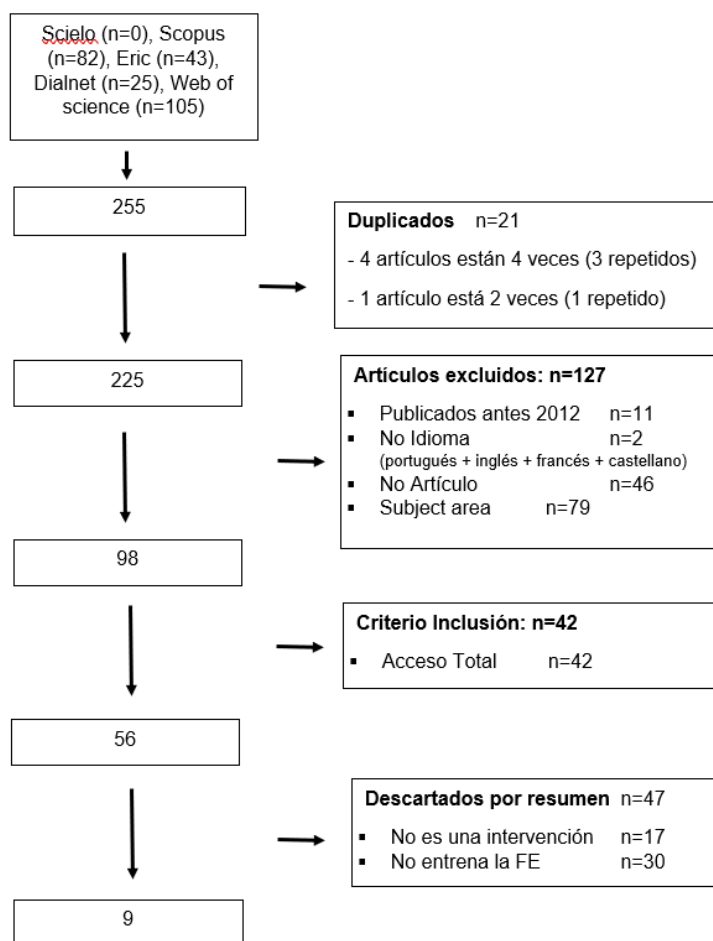 Scielo (n=0), Scopus
(n=82), Eric (n=43),
Dialnet (n=25), Web of
science (n=105)
255
Duplicados n=21
- 4 artículos están 4 veces (3 repetidos)
- 1 artículo está 2 veces (1 repetido)
225
Artículos excluidos: n=127
▪ Publicados antes 2012 n=11
▪ No Idioma n=2
(portugués + inglés + francés + castellano)
▪ No Artículo n=46
▪ Subject area n=79
98
Criterio Inclusión: n=42
▪ Acceso Total n=42
56
Descartados por resumen n=47
▪ No es una intervención n=17
▪ No entrena la FE n=30
9